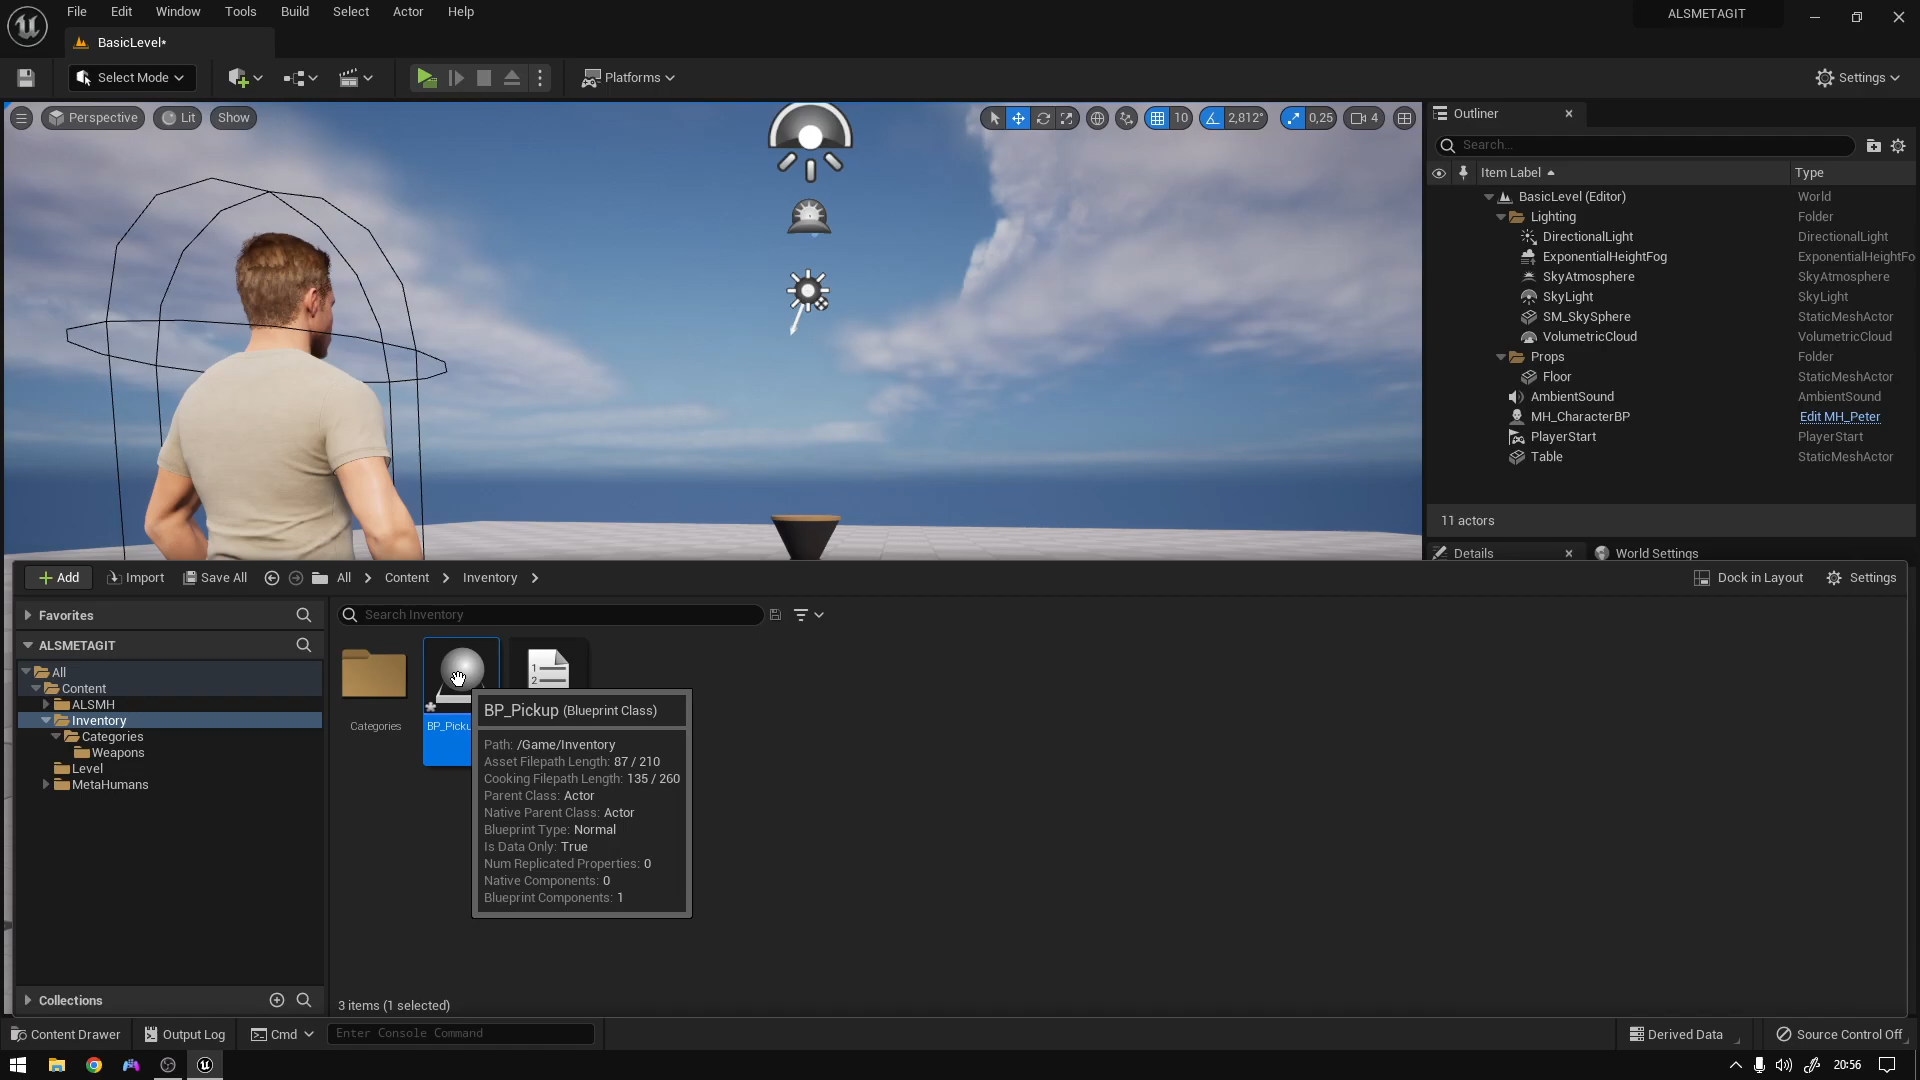 File Edit Window Tools Build Select Actor Help
ALSMETAGIT
BasicLevel*
Select Mode
Platforms
Settings
Perspective
Lit
Show
10
2,812°
0,25
4
Outliner
Search...
Item Label
Type
BasicLevel (Editor) World
Lighting Folder
DirectionalLight DirectionalLight
ExponentialHeightFog ExponentialHeightFo
SkyAtmosphere SkyAtmosphere
SkyLight SkyLight
SM_SkySphere StaticMeshActor
VolumetricCloud VolumetricCloud
Props Folder
Floor StaticMeshActor
AmbientSound AmbientSound
MH_CharacterBP Edit MH_Peter
PlayerStart PlayerStart
Table StaticMeshActor
11 actors
Details
World Settings
Add
Import
Save All
All
Content
Inventory
Dock in Layout
Settings
Favorites
Search Inventory
ALSMETAGIT
All
Content
ALSMH
Inventory
Categories
Weapons
Level
MetaHumans
Categories
BP_Picku
1
2
BP_Pickup (Blueprint Class)
Path: /Game/Inventory
Asset Filepath Length: 87 / 210
Cooking Filepath Length: 135 / 260
Parent Class: Actor
Native Parent Class: Actor
Blueprint Type: Normal
Is Data Only: True
Num Replicated Properties: 0
Native Components: 0
Blueprint Components: 1
Collections
3 items (1 selected)
Content Drawer
Output Log
Cmd
Enter Console Command
Derived Data
Source Control Off
20:56